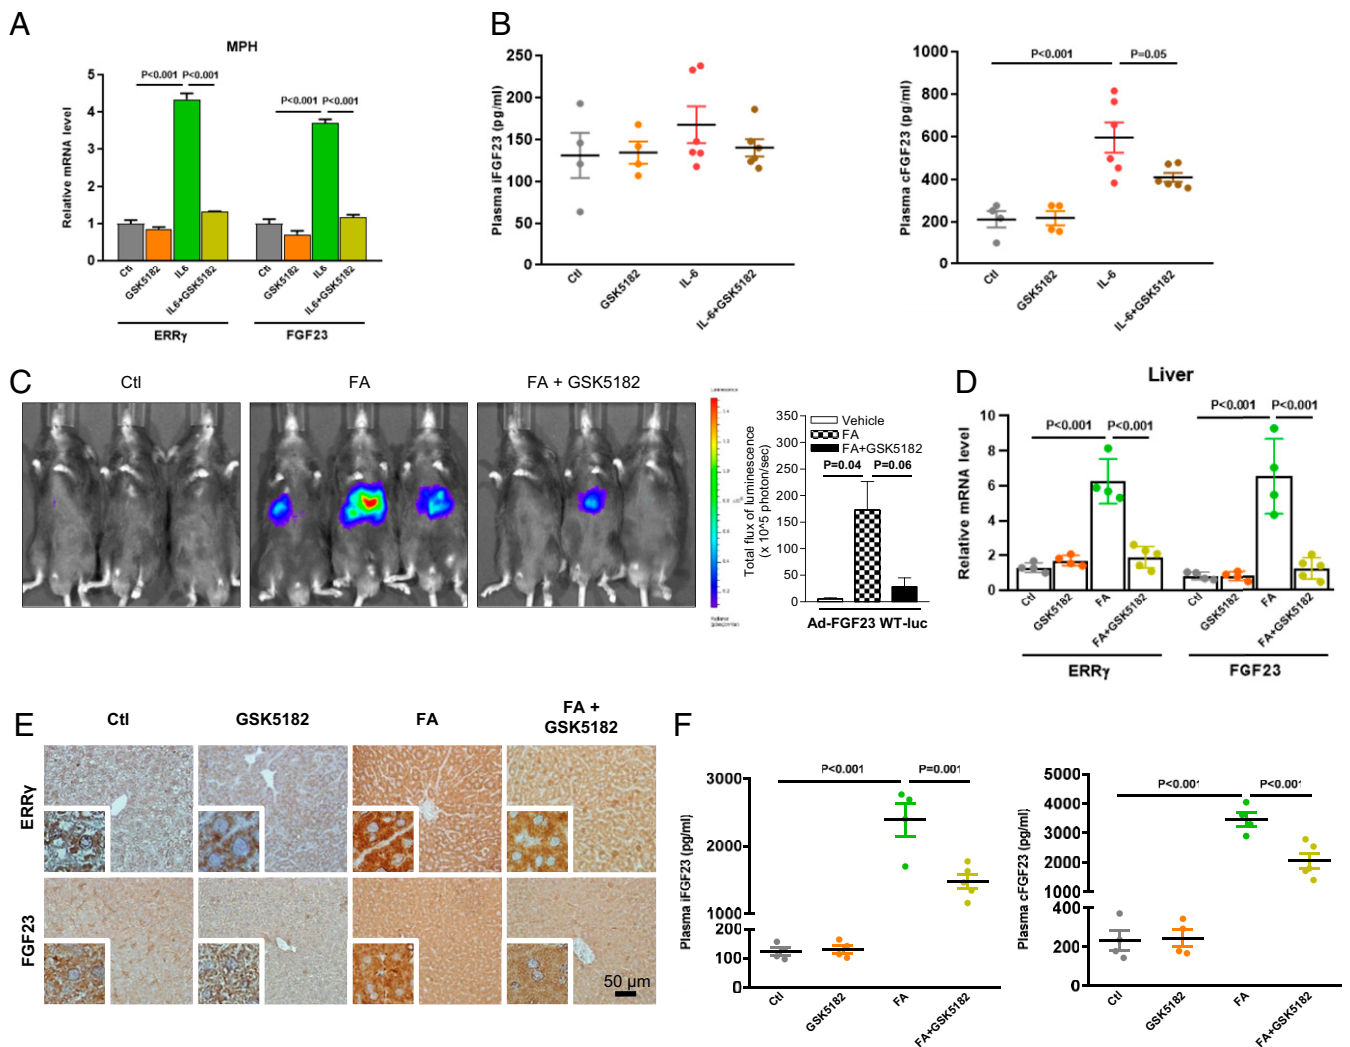 A
MPH
Relative mRNA level
5
4
3
2
1
0
P<0.001
P<0.001
P<0.001
P<0.001
Ctl
GSK5182
IL6
IL6+GSK5182
Ctl
GSK5182
IL6
IL6+GSK5182
ERRγ
FGF23
B
Plasma iFGF23 (pg/ml)
250
200
150
100
50
0
Ctl
GSK5182
IL-6
IL-6+GSK5182
Plasma cFGF23 (pg/ml)
1000
800
600
400
200
0
P<0.001
P=0.05
Ctl
GSK5182
IL-6
IL-6+GSK5182
C
Ctl
FA
FA + GSK5182
Total flux of luminescence
(x 10^5 photon/sec)
350
300
250
200
150
100
50
0
Vehicle
FA
FA+GSK5182
P=0.04
P=0.06
Ad-FGF23 WT-luc
D
Liver
Relative mRNA level
10
8
6
4
2
0
P<0.001
P<0.001
P<0.001
P<0.001
Ctl
GSK5182
FA
FA+GSK5182
Ctl
GSK5182
FA
FA+GSK5182
ERRγ
FGF23
E
Ctl
GSK5182
FA
FA +
GSK5182
ERRγ
FGF23
50 µm
F
Plasma iFGF23 (pg/ml)
3000
2000
1000
200
100
0
P<0.001
P=0.001
Ctl
GSK5182
FA
FA+GSK5182
Plasma cFGF23 (pg/ml)
5000
4000
3000
2000
1000
400
200
0
P<0.001
P<0.001
Ctl
GSK5182
FA
FA+GSK5182